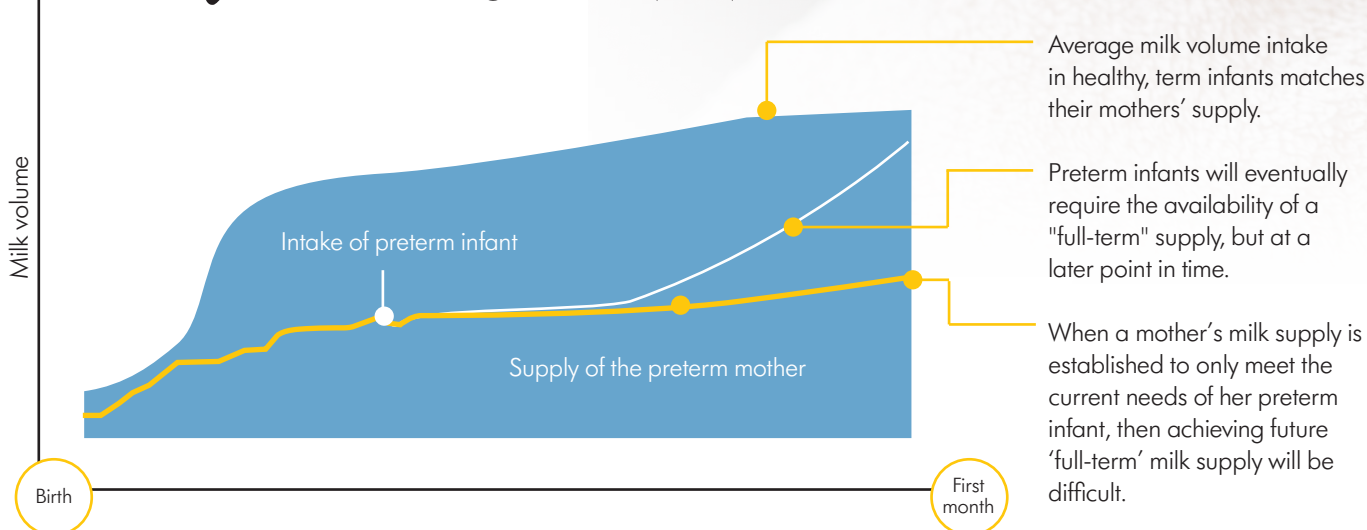 Average milk volume intake
in healthy, term infants matches
their mothers’ supply.
Preterm infants will eventually
require the availability of a
"full-term" supply, but at a
later point in time.
When a mother’s milk supply is
established to only meet the
current needs of her preterm
infant, then achieving future
‘full-term’ milk supply will be
difficult.
Milk volume
Intake of preterm infant
Supply of the preterm mother
Birth
First
month